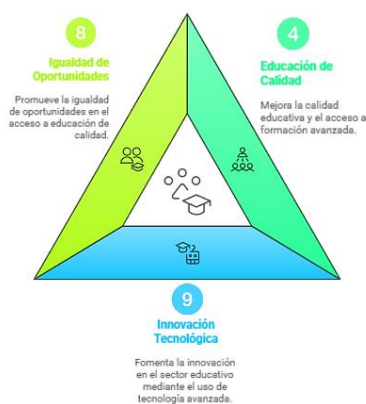 8
Igualdad de
Oportunidades
Promueve la igualdad
de oportunidades en el
acceso a educación de
calidad.
4
Educación de
Calidad
Mejora la calidad
educativa y el acceso a
formación avanzada.
9
Innovación
Tecnológica
Fomenta la innovación
en el sector educativo
mediante el uso de
tecnología avanzada.